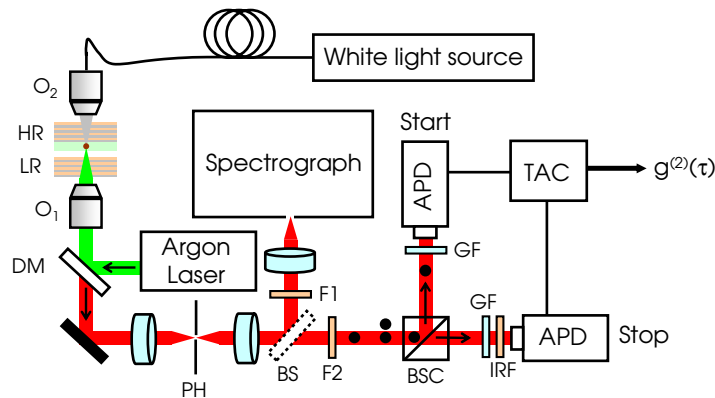 White light source
O₂
HR
LR
O₁
DM
Argon
Laser
Spectrograph
F1
PH
BS
F2
BSC
Start
APD
GF
TAC
g⁽²⁾(τ)
GF
IRF
APD
Stop